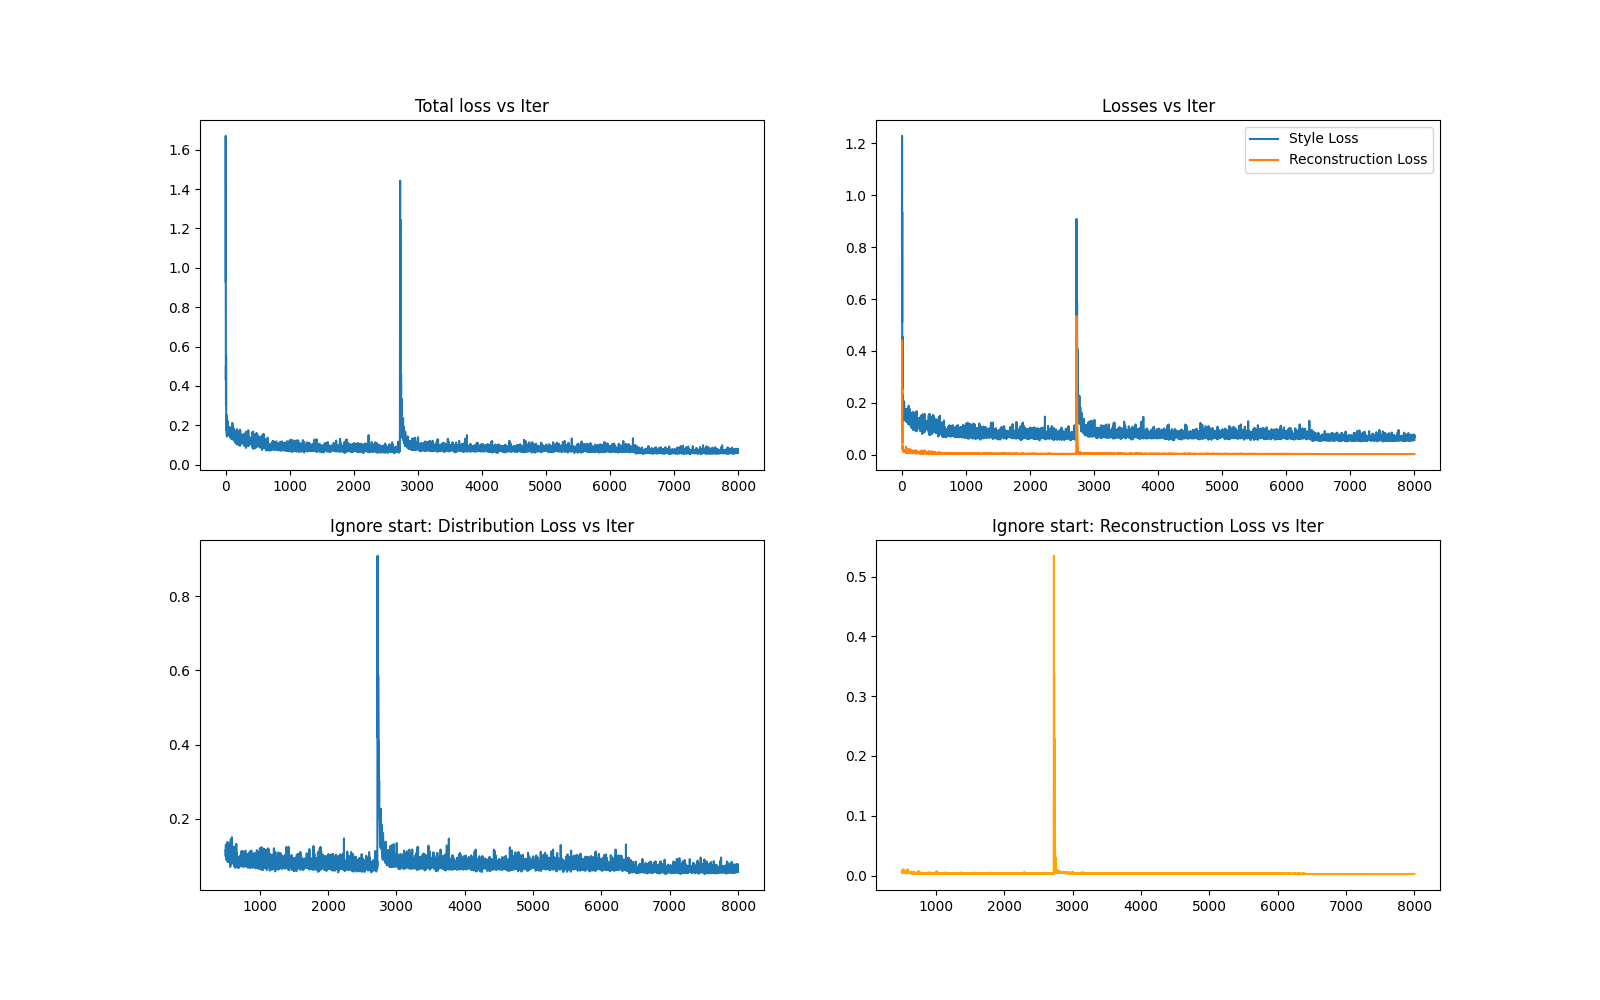 Total loss vs Iter
1.6
1.4
1.2
1.0
0.8
0.6
0.4
0.2
0.0
0 1000 2000 3000 4000 5000 6000 7000 8000
Losses vs Iter
Style Loss
Reconstruction Loss
1.2
1.0
0.8
0.6
0.4
0.2
0.0
0 1000 2000 3000 4000 5000 6000 7000 8000
Ignore start: Distribution Loss vs Iter
0.8
0.6
0.4
0.2
1000 2000 3000 4000 5000 6000 7000 8000
Ignore start: Reconstruction Loss vs Iter
0.5
0.4
0.3
0.2
0.1
0.0
1000 2000 3000 4000 5000 6000 7000 8000